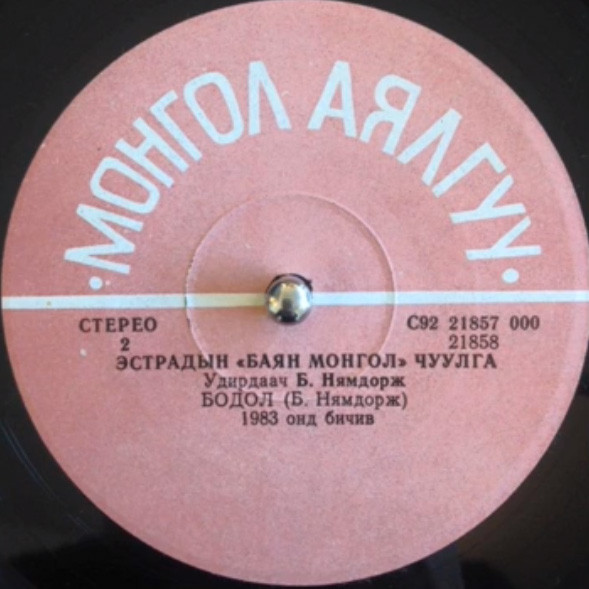 ·МОНГОЛ АЯЛГУУ·
СТЕРЕО С92 21857 000
2 21858
ЭСТРАДЫН «БАЯН МОНГОЛ» ЧУУЛГА
Удирдаач Б. Нямдорж
БОДОЛ (Б. Нямдорж)
1983 онд бичив